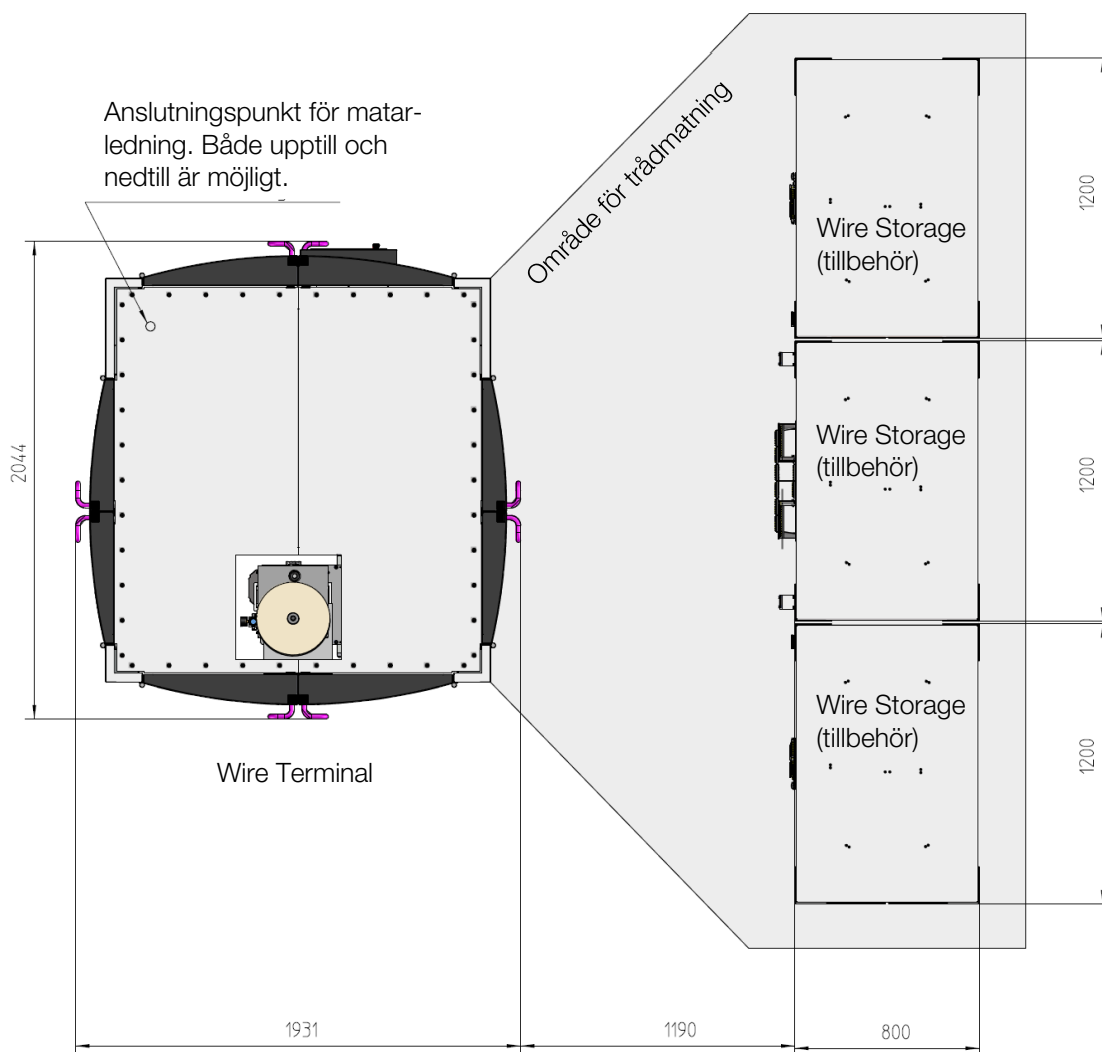 Anslutningspunkt för matar-
ledning. Både upptill och
nedtill är möjligt.
Område för trådmatning
1200
Wire Storage
(tillbehör)
2044
1200
Wire Storage
(tillbehör)
1200
Wire Storage
(tillbehör)
Wire Terminal
1931
1190
800